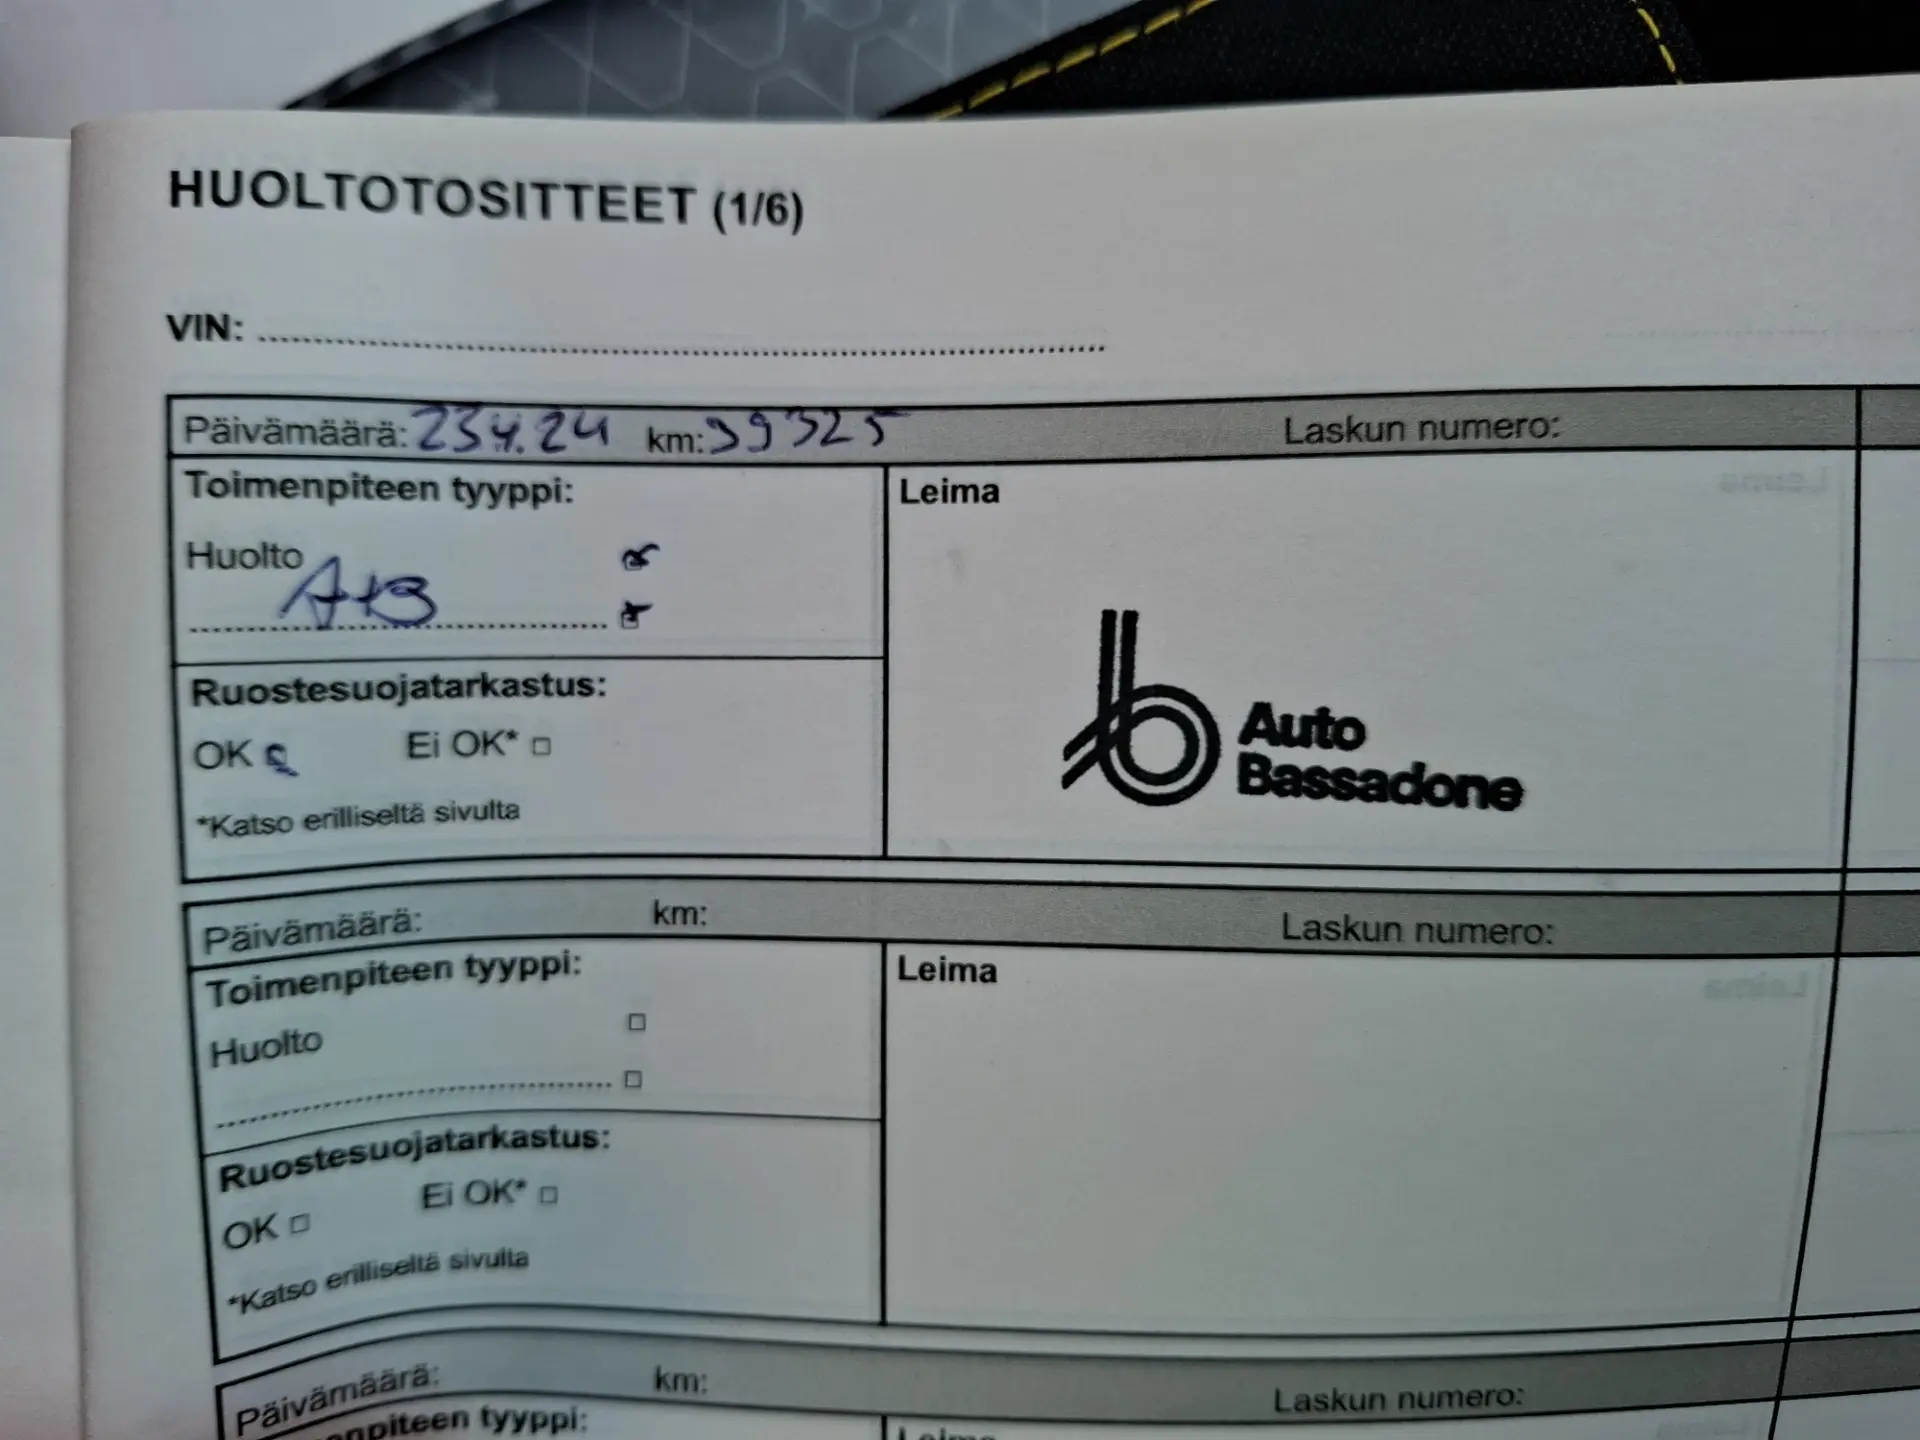 HUOLTOTOSITTEET (1/6)
VIN:
Päivämäärä: 23.4.24 km: 39325 Laskun numero:
Toimenpiteen tyyppi:
Leima
Huolto
A+B
Auto
Bassadone
Ruostesuojatarkastus:
OK Ei OK*
*Katso erilliseltä sivulta
Päivämäärä: km: Laskun numero:
Toimenpiteen tyyppi:
Leima
Huolto
Ruostesuojatarkastus:
OK Ei OK*
*Katso erilliseltä sivulta
Päivämäärä: km: Laskun numero:
tyyppi:
Leima